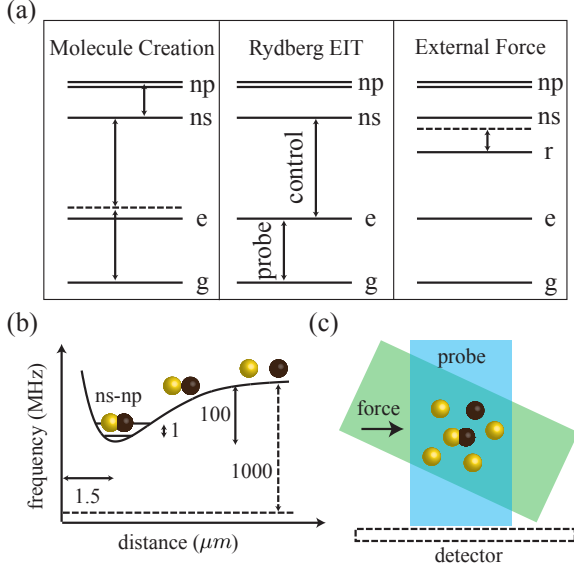 (a)
Molecule Creation
Rydberg EIT
External Force
np
np
np
ns
ns
ns
r
control
e
e
e
probe
g
g
g
(b)
(c)
frequency (MHz)
ns-np
100
1
1000
1.5
distance (μm)
probe
force
detector